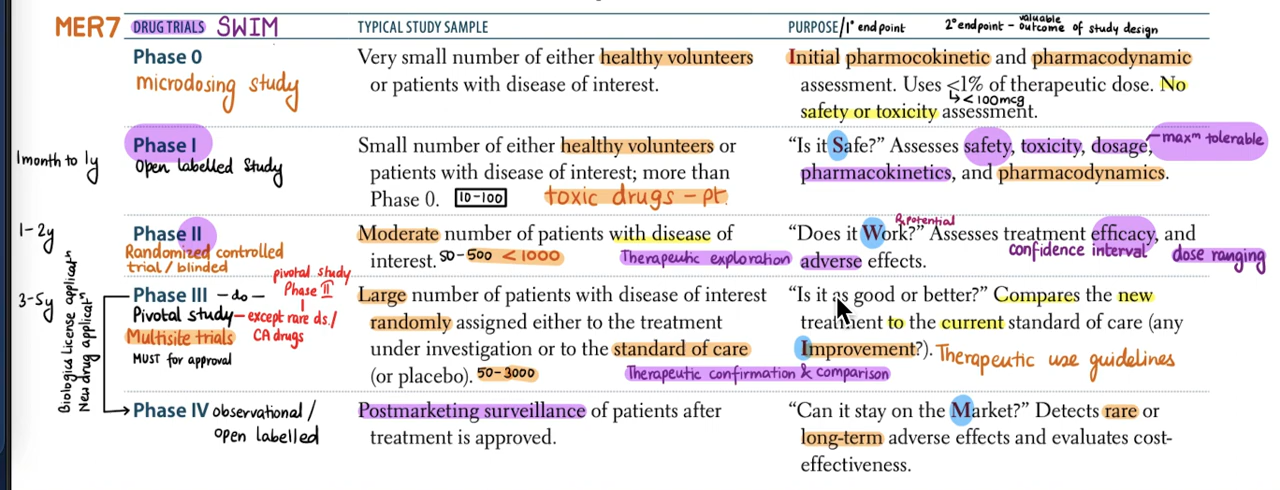 MER7 DRUG TRIALS SWIM TYPICAL STUDY SAMPLE PURPOSE/1° end point 2° endpoint - valuable outcome of study design
Phase 0
microdosing study
Very small number of either healthy volunteers
or patients with disease of interest.
Initial pharmocokinetic and pharmacodynamic
assessment. Uses <1% of therapeutic dose. No
↳ < 100mcg
safety or toxicity assessment.
1month to 1y
Phase I
Open labelled study
Small number of either healthy volunteers or
patients with disease of interest; more than
Phase 0. 10-100 toxic drugs - pt.
“Is it Safe?” Assesses safety, toxicity, dosage, maxᵐ tolerable
pharmacokinetics, and pharmacodynamics.
1-2y
Phase II
Randomized controlled
trial / blinded
Moderate number of patients with disease of
interest. 50-500 < 1000 Therapeutic exploration
potential
“Does it Work?” Assesses treatment efficacy, and
confidence interval dose ranging
adverse effects.
3-5y
Phase III - do -
pivotal study
Phase II
Pivotal study - except rare ds./
CA drugs
Multisite trials
MUST for approval
Large number of patients with disease of interest
randomly assigned either to the treatment
under investigation or to the standard of care
(or placebo). 50-3000 Therapeutic confirmation & comparison
“Is it as good or better?” Compares the new
treatment to the current standard of care (any
Improvement?). Therapeutic use guidelines
Biologics License applicatⁿ
New drug applicatⁿ
Phase IV observational /
open labelled
Postmarketing surveillance of patients after
treatment is approved.
“Can it stay on the Market?” Detects rare or
long-term adverse effects and evaluates cost-
effectiveness.